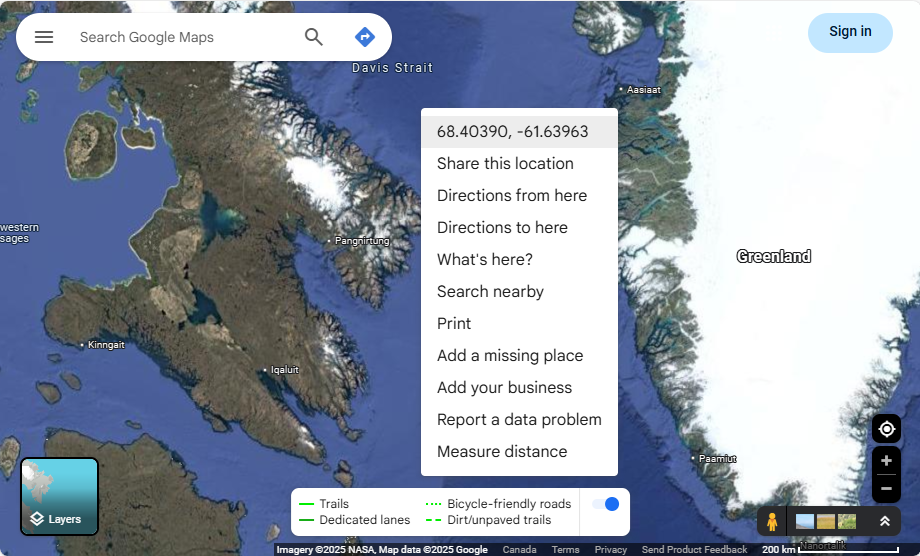 Search Google Maps
Sign in
Davis Strait
Aasiaat
68.40390, -61.63963
Share this location
Directions from here
Directions to here
What's here?
Search nearby
Print
Add a missing place
Add your business
Report a data problem
Measure distance
western
sages
Pangnirtung
Greenland
Kinngait
Iqaluit
Paamiut
Layers
Trails
Bicycle-friendly roads
Dedicated lanes
Dirt/unpaved trails
Nanortalik
Imagery ©2025 NASA, Map data ©2025 Google
Canada
Terms
Privacy
Send Product Feedback
200 km